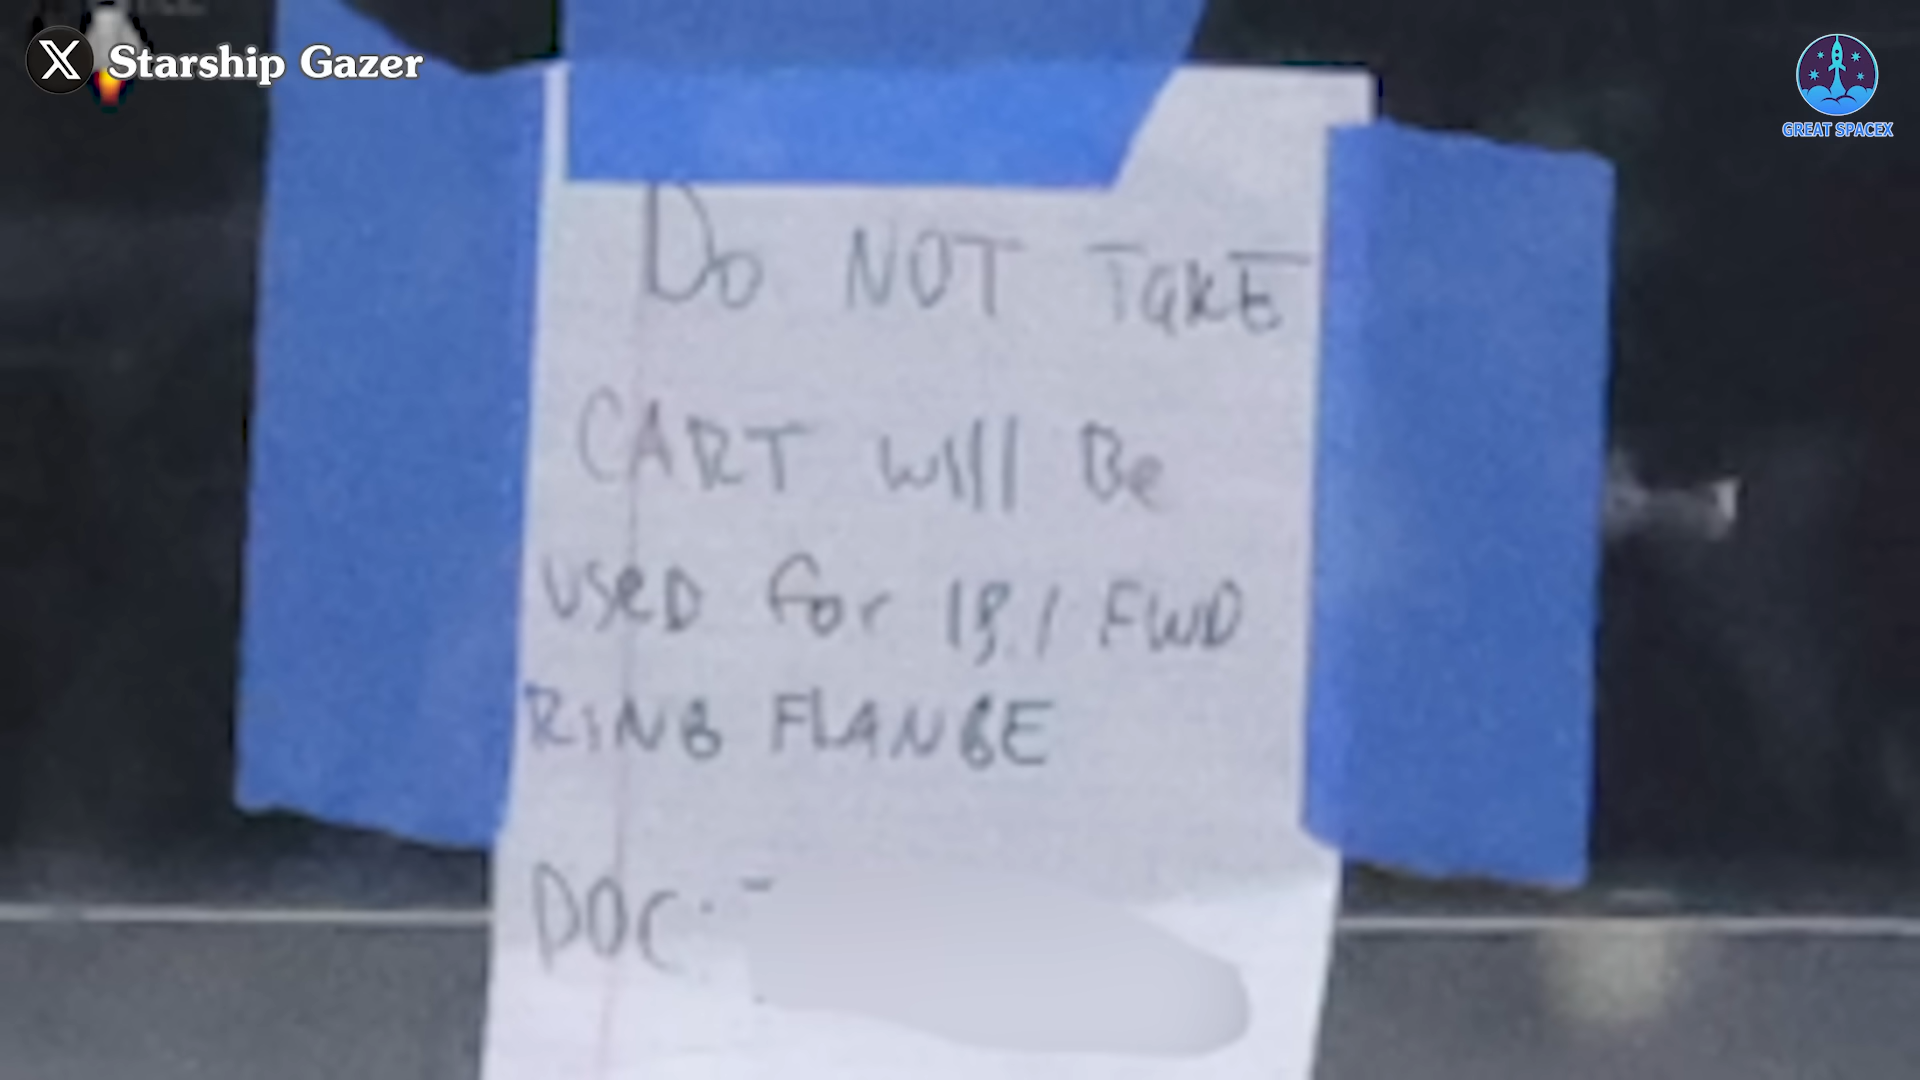 Starship Gazer
GREAT SPACEX
Do NOT TakE
CART will Be
used for 18.1 FWD
RiNG FLANGE
DOC:-